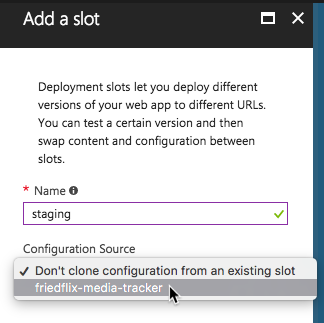 Add a slot
Deployment slots let you deploy different
versions of your web app to different URLs.
You can test a certain version and then
swap content and configuration between
slots.
* Name
staging
Configuration Source
✓ Don't clone configuration from an existing slot
friedflix-media-tracker